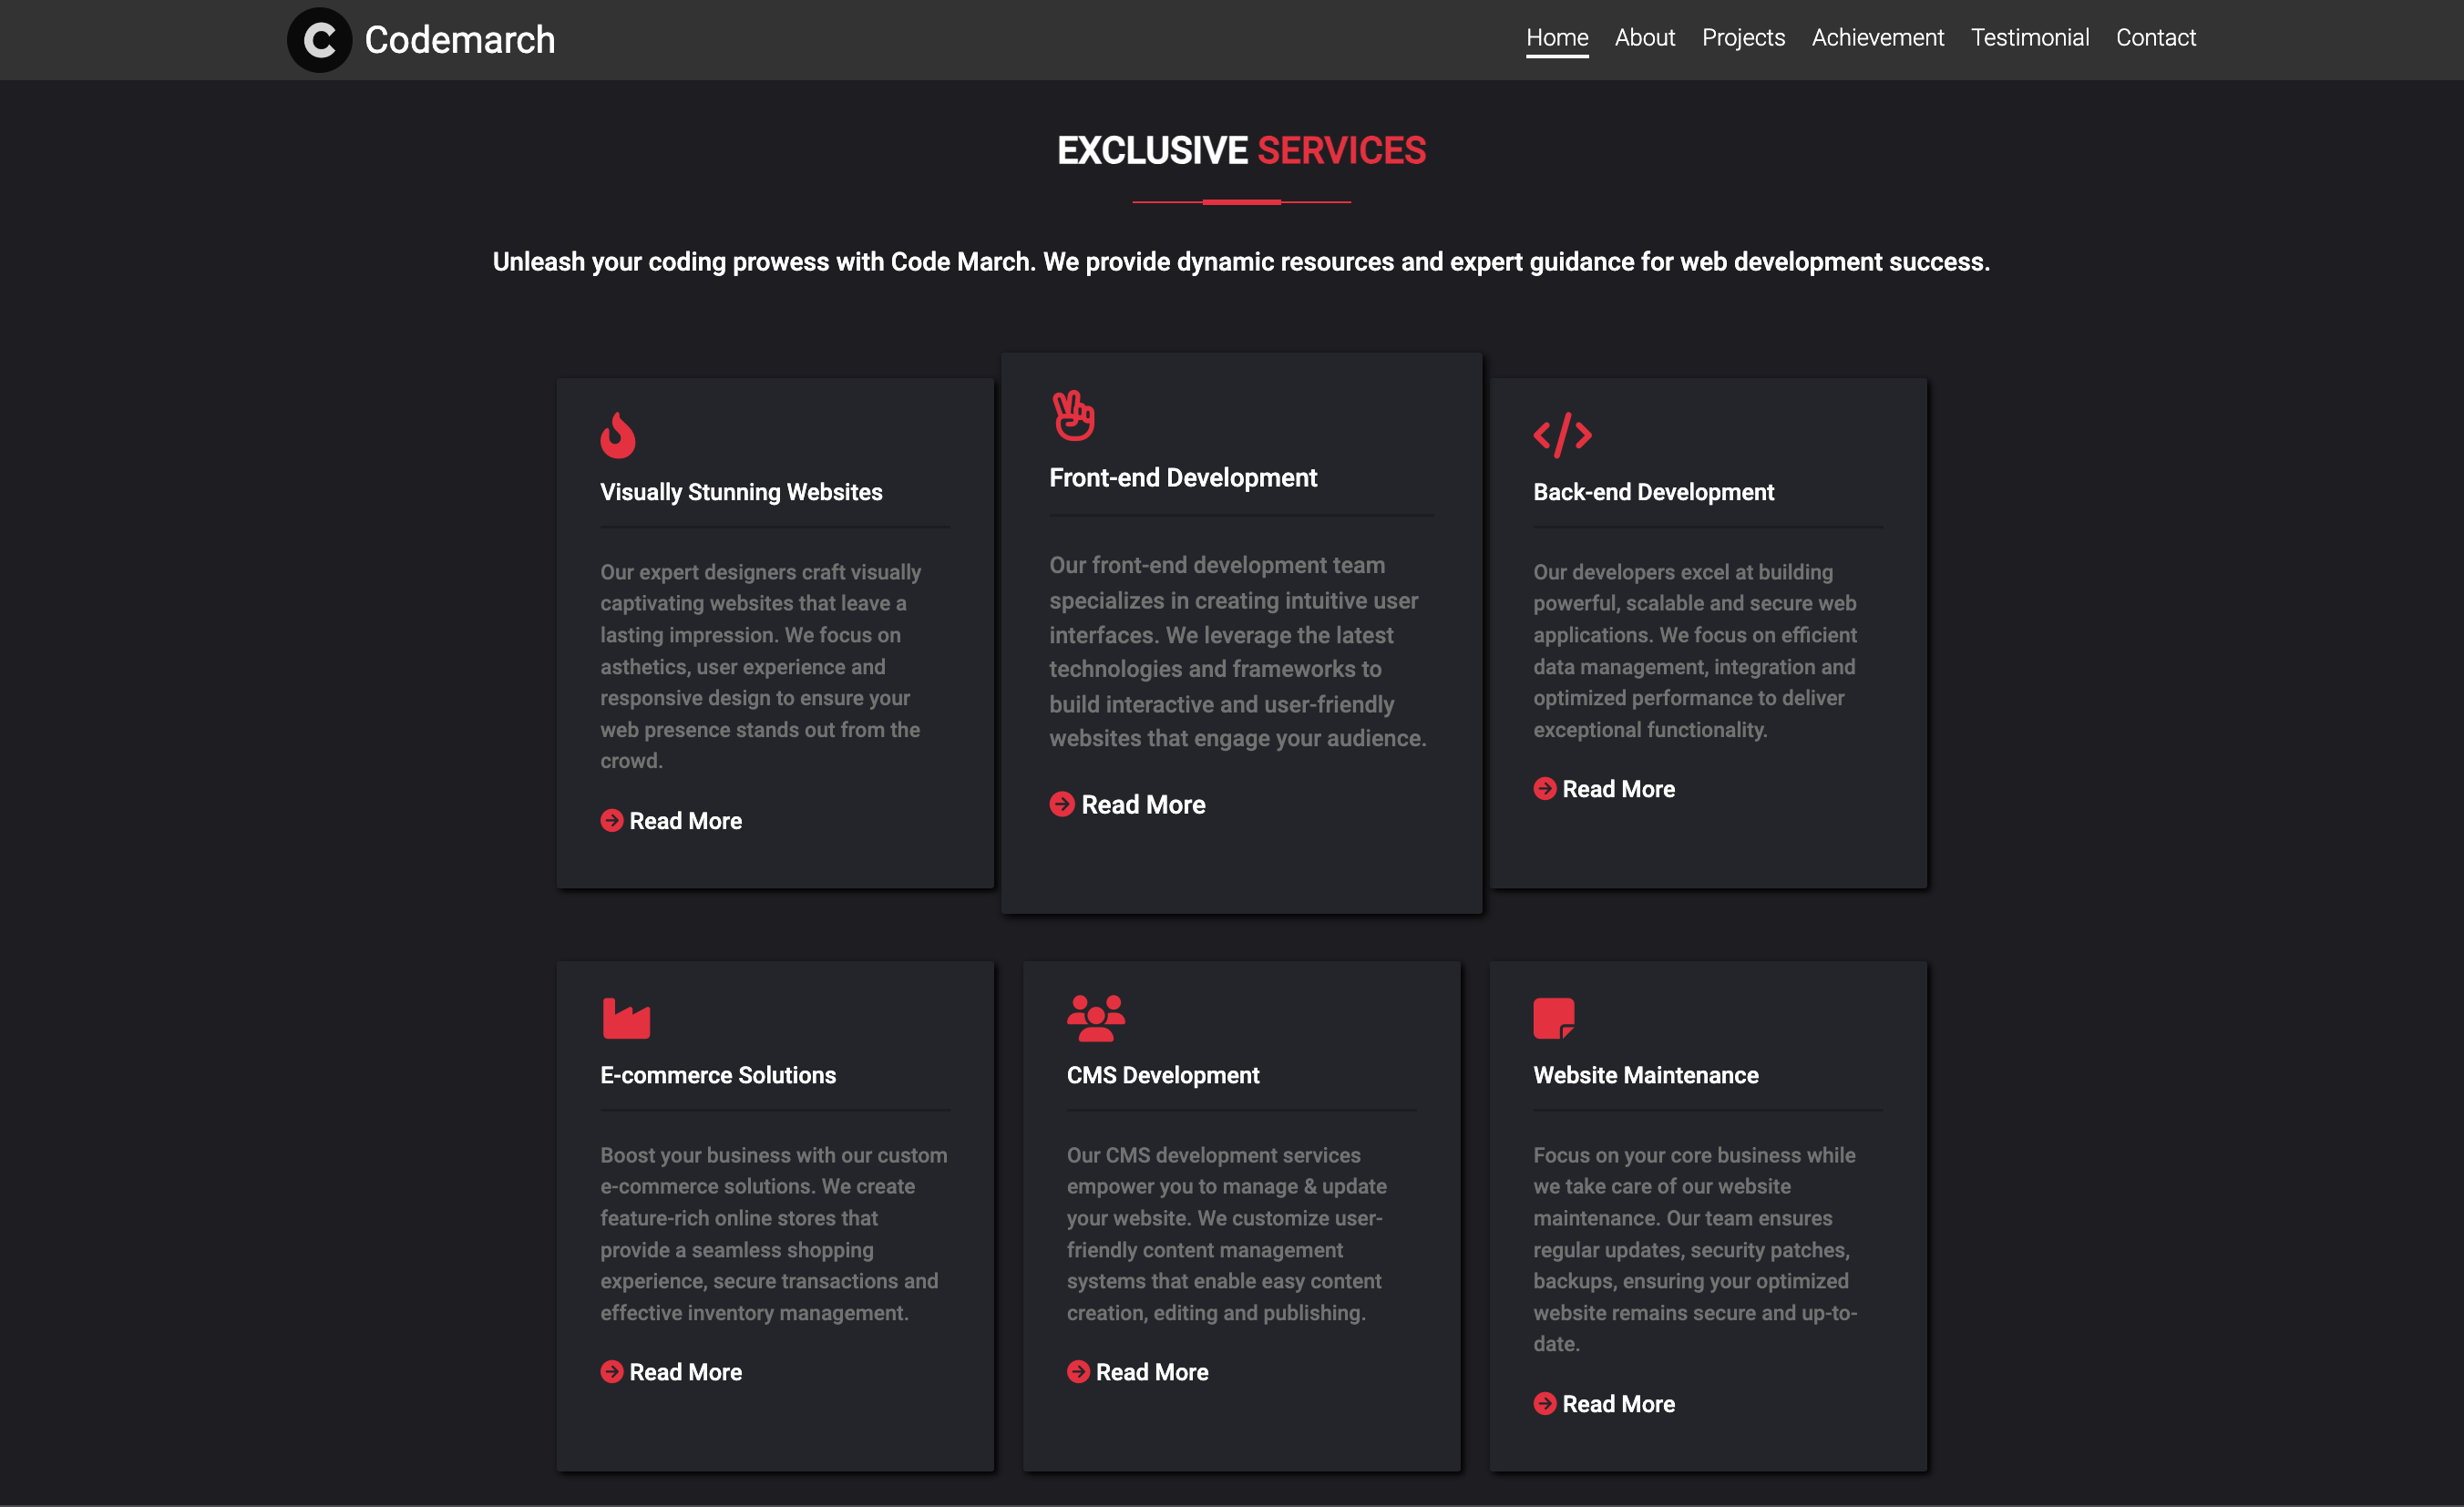 Codemarch
Home About Projects Achievement Testimonial Contact
EXCLUSIVE SERVICES
Unleash your coding prowess with Code March. We provide dynamic resources and expert guidance for web development success.
Visually Stunning Websites
Our expert designers craft visually
captivating websites that leave a
lasting impression. We focus on
asthetics, user experience and
responsive design to ensure your
web presence stands out from the
crowd.
Read More
Front-end Development
Our front-end development team
specializes in creating intuitive user
interfaces. We leverage the latest
technologies and frameworks to
build interactive and user-friendly
websites that engage your audience.
Read More
Back-end Development
Our developers excel at building
powerful, scalable and secure web
applications. We focus on efficient
data management, integration and
optimized performance to deliver
exceptional functionality.
Read More
E-commerce Solutions
Boost your business with our custom
e-commerce solutions. We create
feature-rich online stores that
provide a seamless shopping
experience, secure transactions and
effective inventory management.
Read More
CMS Development
Our CMS development services
empower you to manage & update
your website. We customize user-
friendly content management
systems that enable easy content
creation, editing and publishing.
Read More
Website Maintenance
Focus on your core business while
we take care of our website
maintenance. Our team ensures
regular updates, security patches,
backups, ensuring your optimized
website remains secure and up-to-
date.
Read More